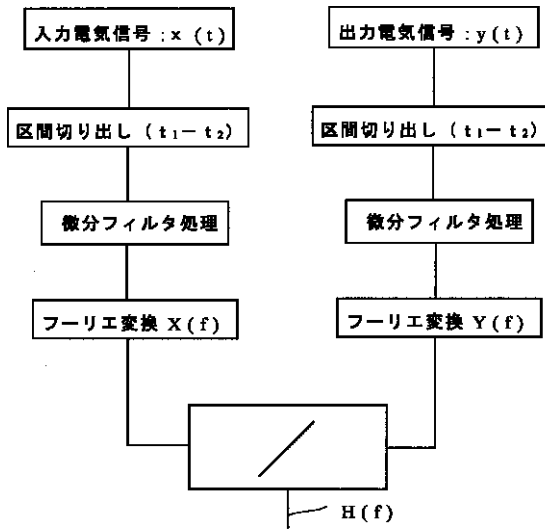 入力電気信号：x (t)
出力電気信号：y(t)
区間切り出し (t₁－t₂)
区間切り出し (t₁－t₂)
微分フィルタ処理
微分フィルタ処理
フーリエ変換 X(f)
フーリエ変換 Y(f)
H(f)